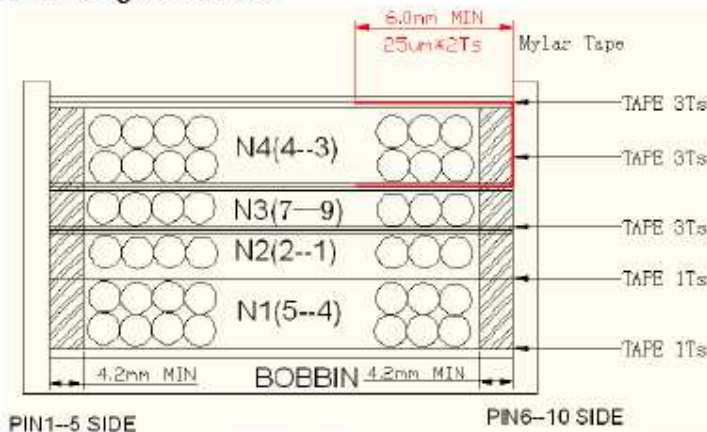 6.0mm MIN
25um*2Ts
Mylar Tape
TAPE 3Ts
N4(4--3)
TAPE 3Ts
N3(7—9)
TAPE 3Ts
N2(2--1)
TAPE 1Ts
N1(5--4)
TAPE 1Ts
4.2mm MIN
BOBBIN
4.2mm MIN
PIN1--5 SIDE
PIN6--10 SIDE